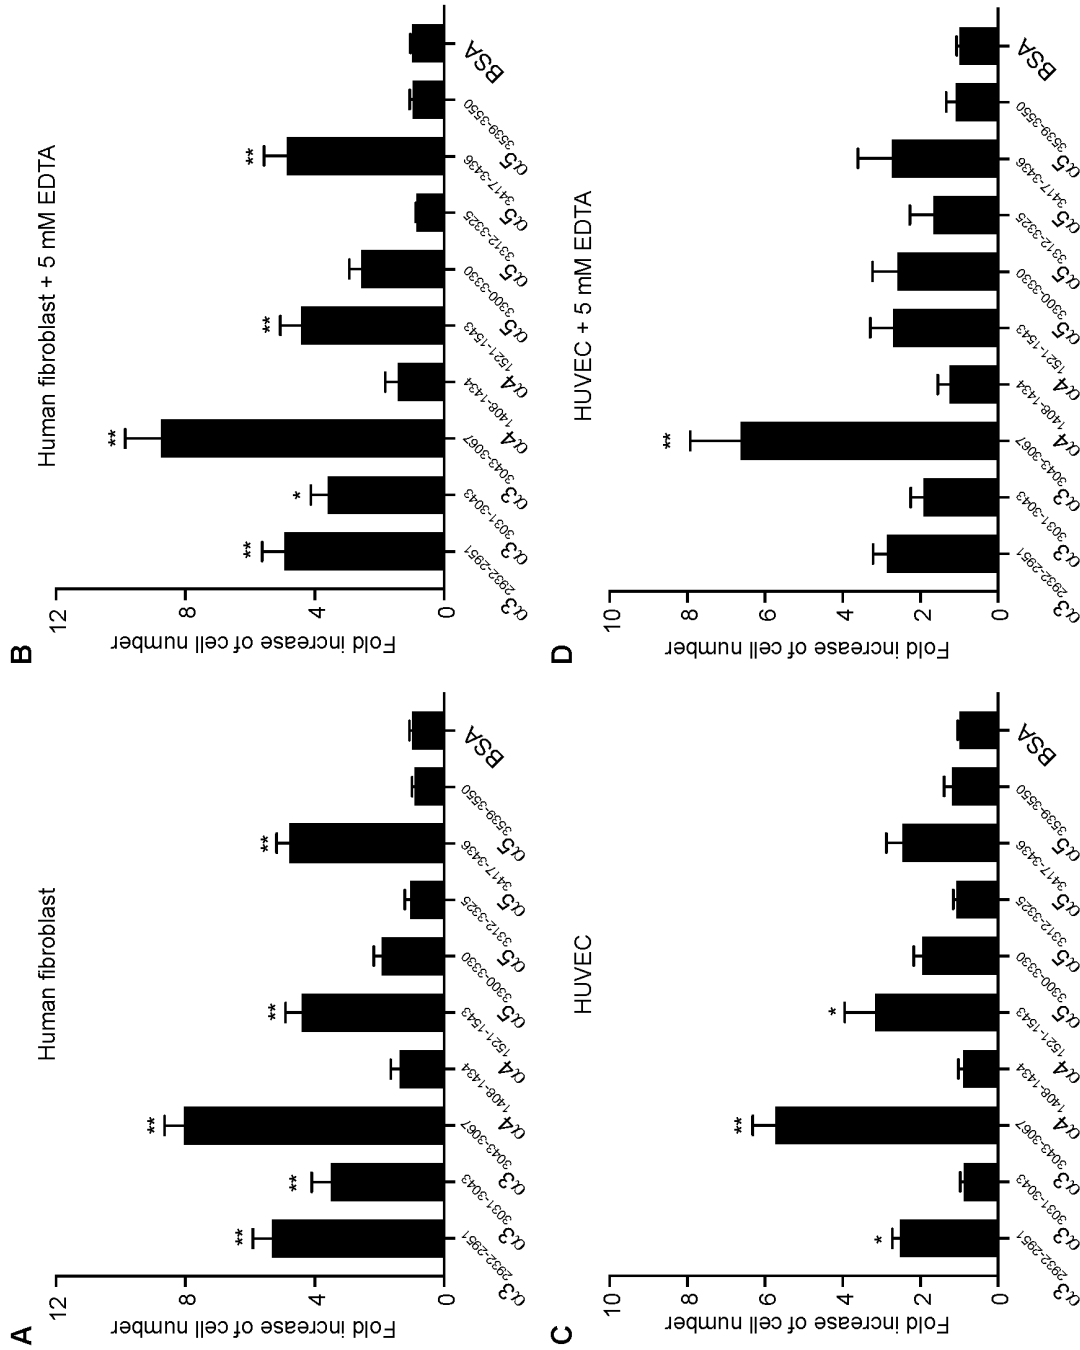 A
Human fibroblast
**
**
**
**
**
Fold increase of cell number
12
8
4
0
α3 2932-2951
α3 3031-3043
α3 3043-3067
α4 1408-1434
α4 1521-1543
α5 3300-3330
α5 3312-3325
α5 3417-3436
α5 3539-3550
BSA
B
Human fibroblast + 5 mM EDTA
**
*
**
**
**
Fold increase of cell number
12
8
4
0
α3 2932-2951
α3 3031-3043
α3 3043-3067
α4 1408-1434
α4 1521-1543
α5 3300-3330
α5 3312-3325
α5 3417-3436
α5 3539-3550
BSA
C
HUVEC
*
**
*
Fold increase of cell number
10
8
6
4
2
0
α3 2932-2951
α3 3031-3043
α3 3043-3067
α4 1408-1434
α4 1521-1543
α5 3300-3330
α5 3312-3325
α5 3417-3436
α5 3539-3550
BSA
D
HUVEC + 5 mM EDTA
**
Fold increase of cell number
10
8
6
4
2
0
α3 2932-2951
α3 3031-3043
α3 3043-3067
α4 1408-1434
α4 1521-1543
α5 3300-3330
α5 3312-3325
α5 3417-3436
α5 3539-3550
BSA